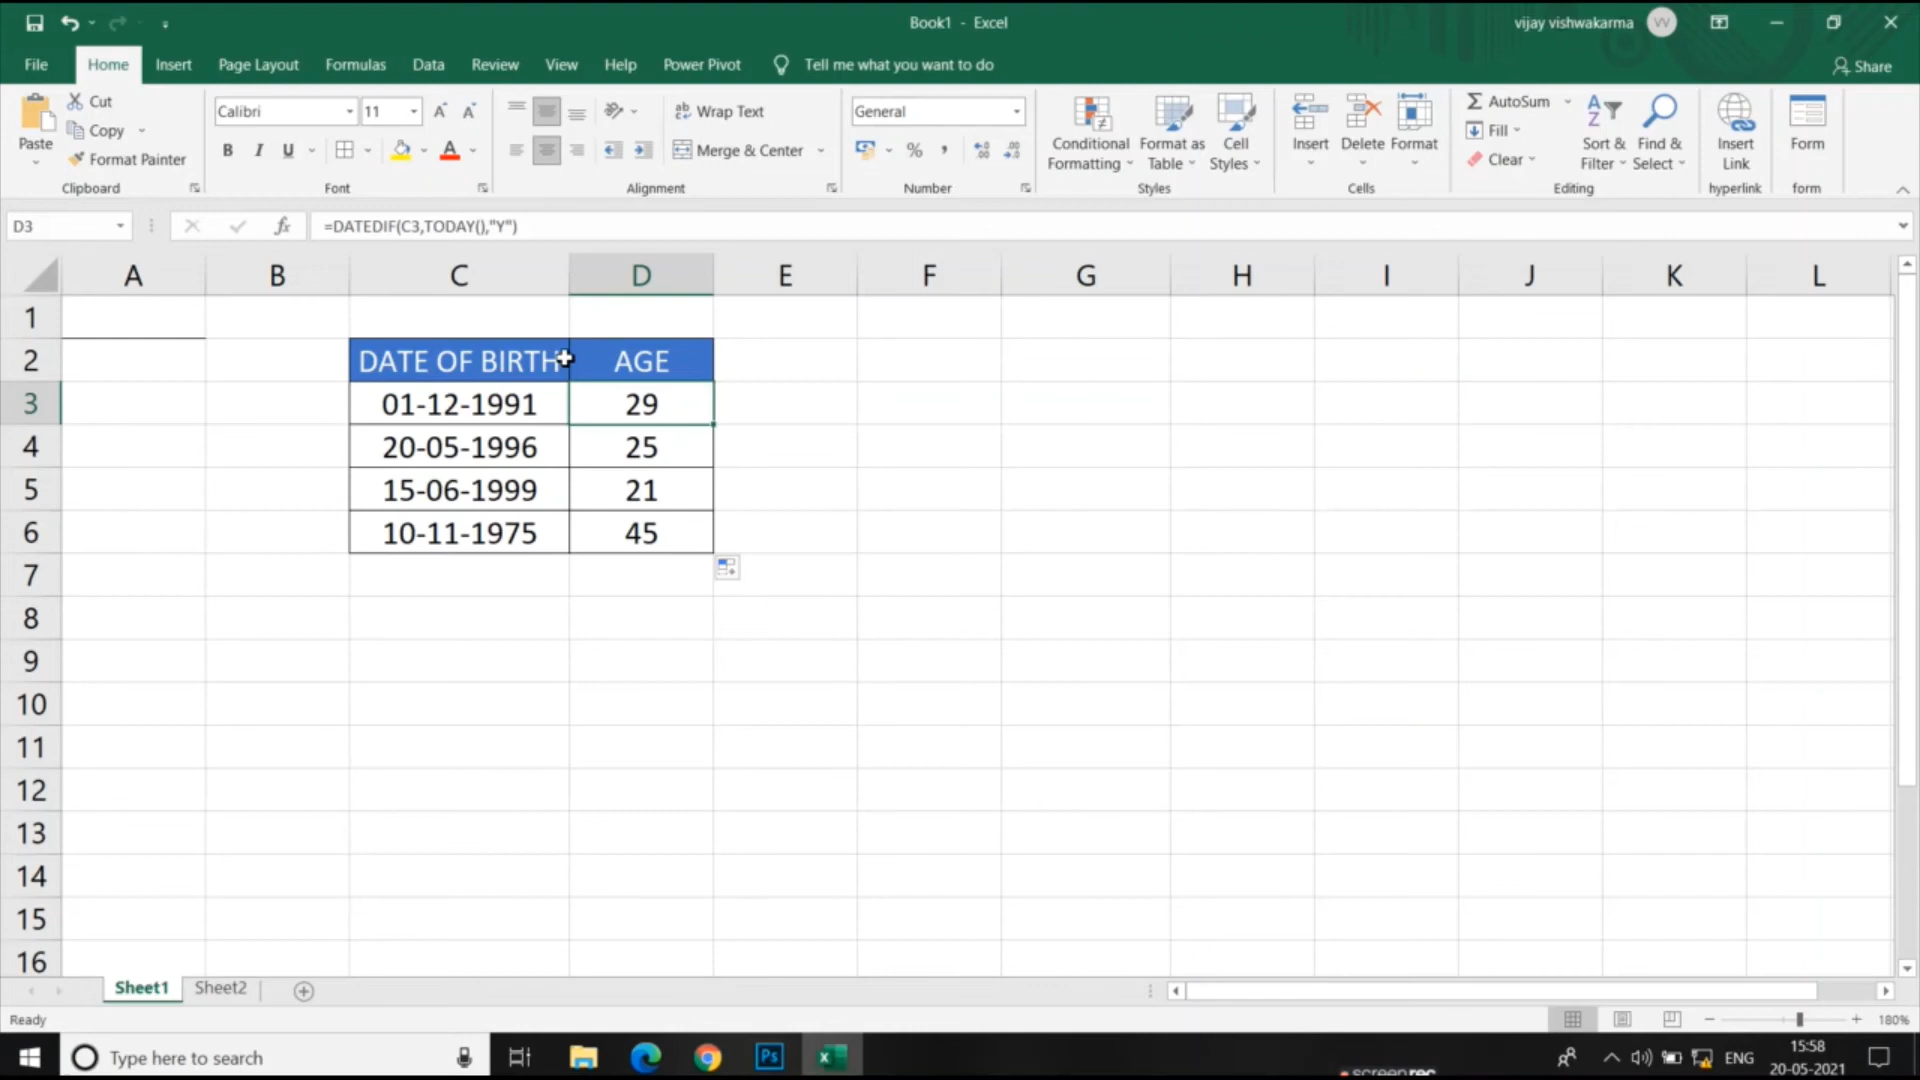 Book1 - Excel
vijay vishwakarma
VV
File Home Insert Page Layout Formulas Data Review View Help Power Pivot Tell me what you want to do
Share
Paste
Cut
Copy
Format Painter
Clipboard
Calibri 11
B I U
Font
Wrap Text
Merge & Center
Alignment
General
Number
Conditional Formatting
Format as Table
Cell Styles
Styles
Insert Delete Format
Cells
AutoSum
Fill
Clear
Sort & Filter
Find & Select
Editing
Insert Link
hyperlink
Form
form
D3
fx
=DATEDIF(C3,TODAY(),"Y")
A B C D E F G H I J K L
1
2 DATE OF BIRTH AGE
3 01-12-1991 29
4 20-05-1996 25
5 15-06-1999 21
6 10-11-1975 45
7
8
9
10
11
12
13
14
15
16
Sheet1 Sheet2
Ready
180%
Type here to search
Ps
ENG
15:58
20-05-2021